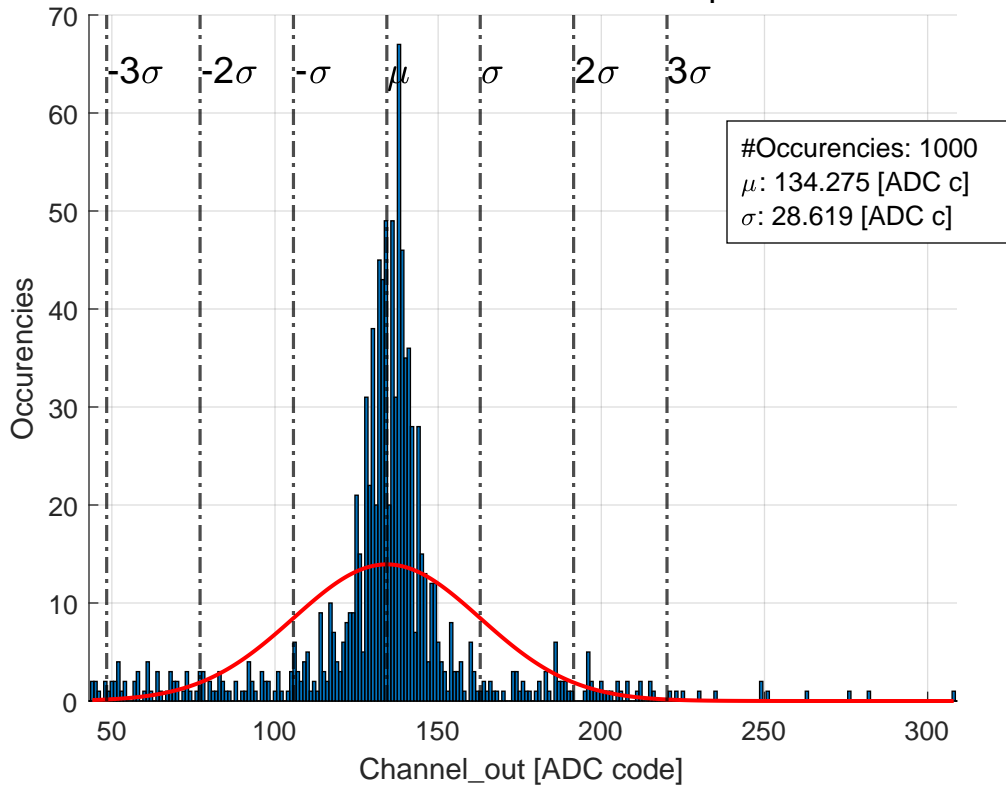 70
60
50
40
30
20
10
0
-3σ -2σ -σ μ σ 2σ 3σ
#Occurencies: 1000
μ: 134.275 [ADC c]
σ: 28.619 [ADC c]
Occurencies
50 100 150 200 250 300
Channel_out [ADC code]